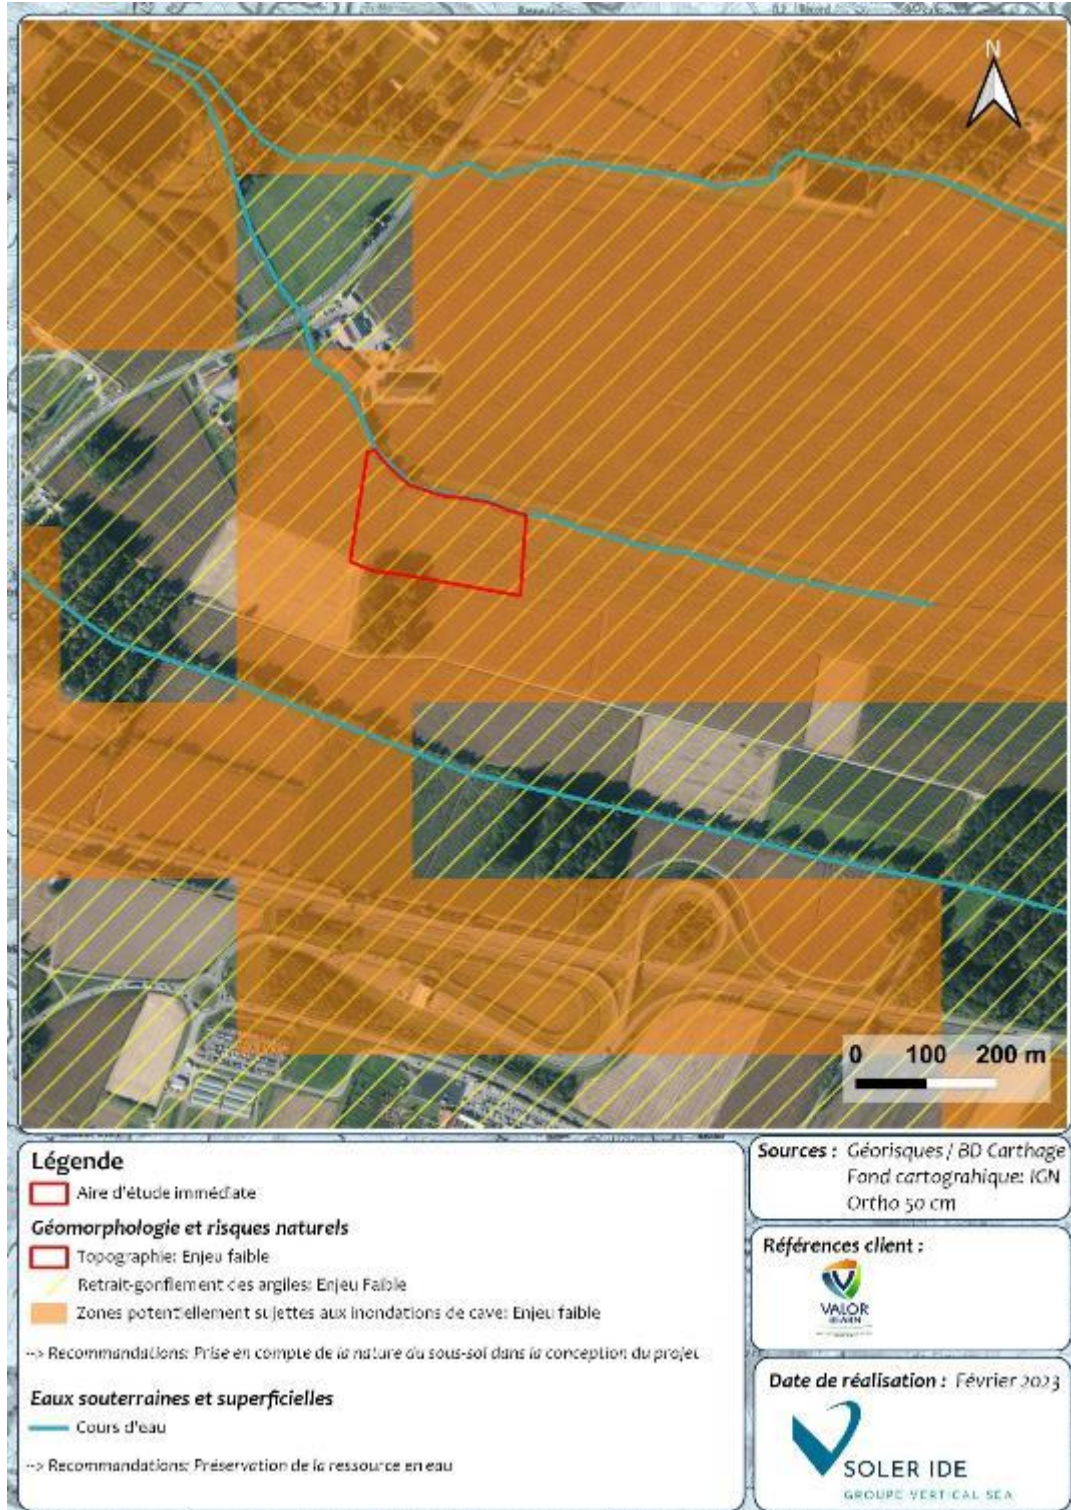 N
0 100 200 m
Légende
Aire d'étude immédiate
Géomorphologie et risques naturels
Topographie: Enjeu faible
Retrait-gonflement des argiles: Enjeu Faible
Zones potentiellement sujettes aux inondations de cave: Enjeu faible
--> Recommandations: Prise en compte de la nature du sous-sol dans la conception du projet
Eaux souterraines et superficielles
Cours d'eau
--> Recommandations: Préservation de la ressource en eau
Sources : Géorisques / BD Carthage
Fond cartograhique: IGN
Ortho 50 cm
Références client :
VALOR
BÉARN
Date de réalisation : Février 2023
SOLER IDE
GROUPE VERTICAL SEA